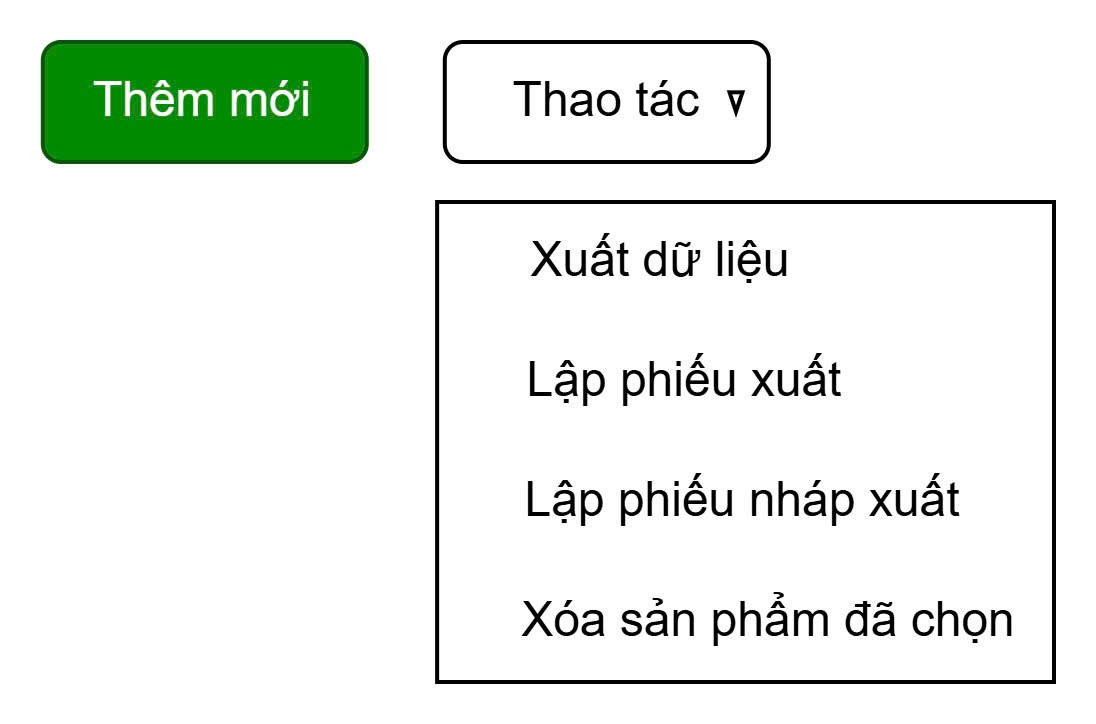 Thêm mới
Thao tác
Xuất dữ liệu
Lập phiếu xuất
Lập phiếu nháp xuất
Xóa sản phẩm đã chọn